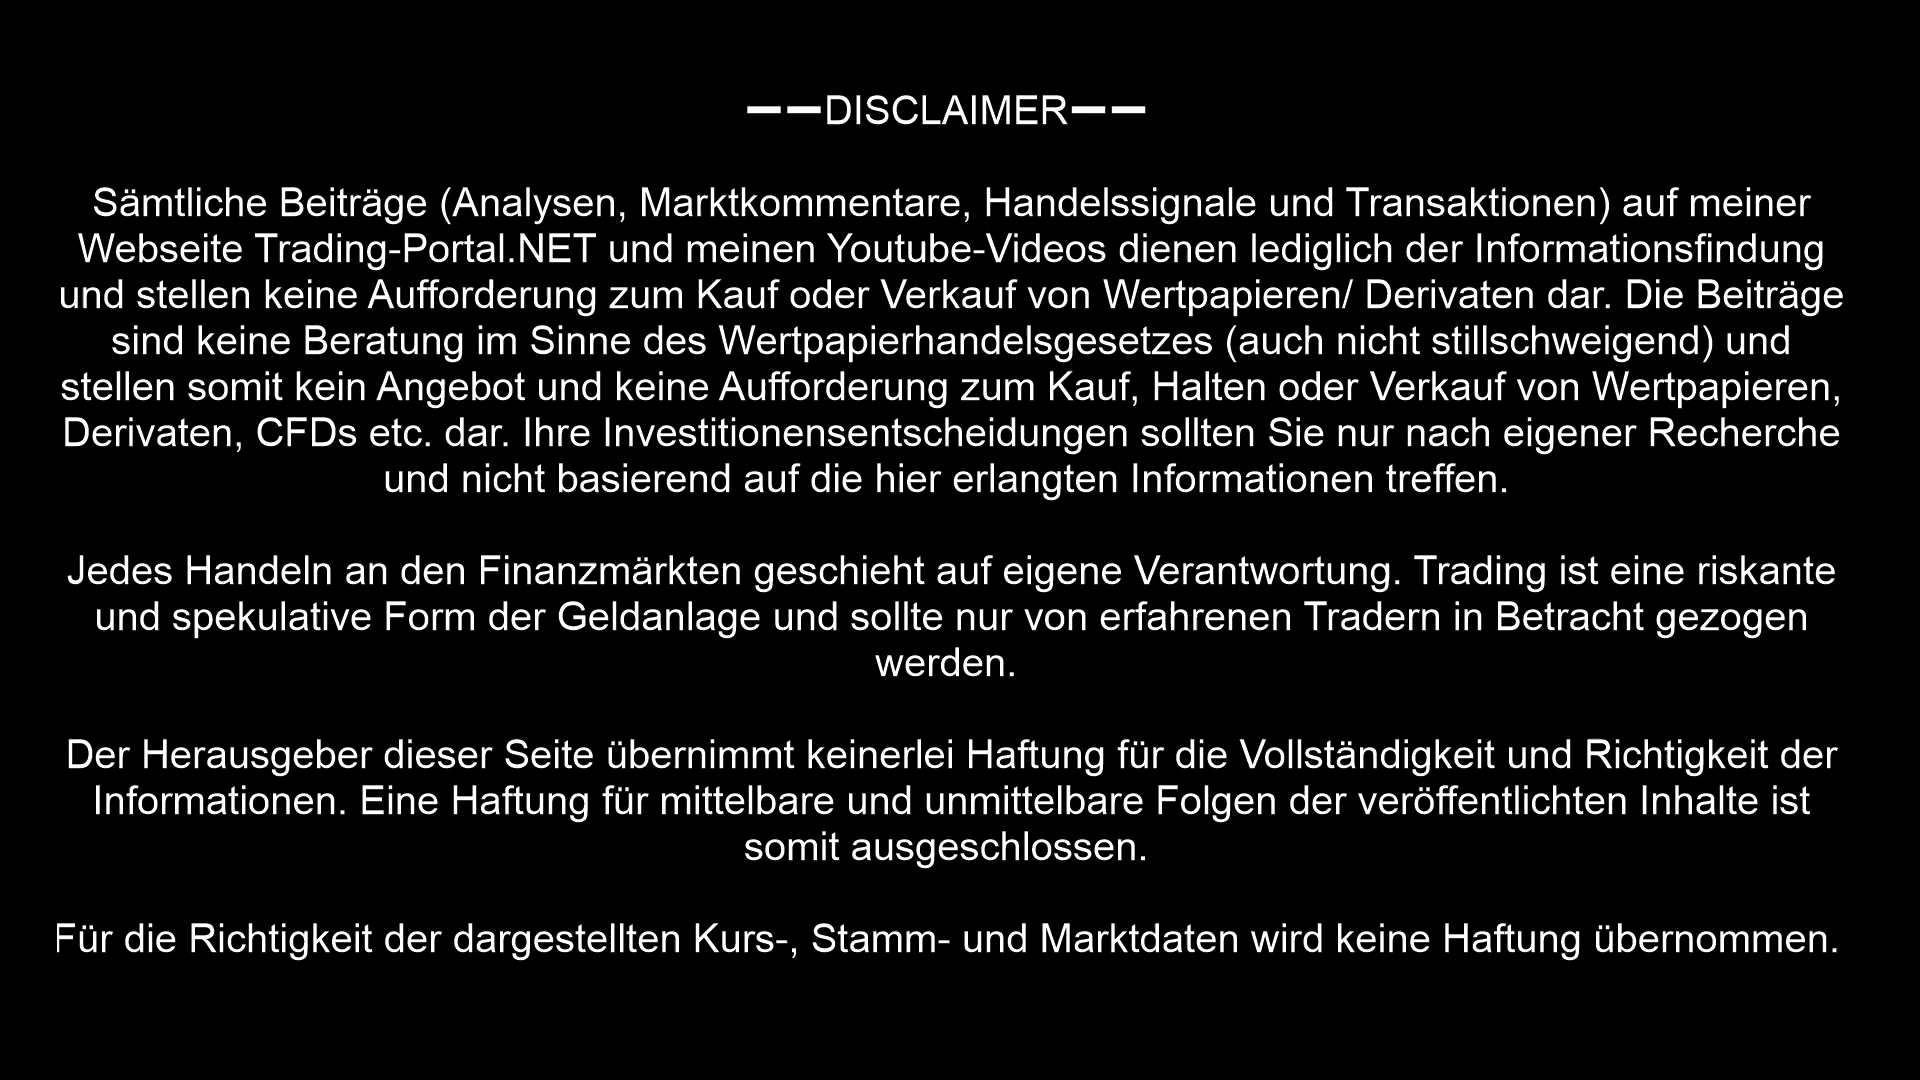 ——DISCLAIMER——
Sämtliche Beiträge (Analysen, Marktkommentare, Handelssignale und Transaktionen) auf meiner
Webseite Trading-Portal.NET und meinen Youtube-Videos dienen lediglich der Informationsfindung
und stellen keine Aufforderung zum Kauf oder Verkauf von Wertpapieren/ Derivaten dar. Die Beiträge
sind keine Beratung im Sinne des Wertpapierhandelsgesetzes (auch nicht stillschweigend) und
stellen somit kein Angebot und keine Aufforderung zum Kauf, Halten oder Verkauf von Wertpapieren,
Derivaten, CFDs etc. dar. Ihre Investitionensentscheidungen sollten Sie nur nach eigener Recherche
und nicht basierend auf die hier erlangten Informationen treffen.
Jedes Handeln an den Finanzmärkten geschieht auf eigene Verantwortung. Trading ist eine riskante
und spekulative Form der Geldanlage und sollte nur von erfahrenen Tradern in Betracht gezogen
werden.
Der Herausgeber dieser Seite übernimmt keinerlei Haftung für die Vollständigkeit und Richtigkeit der
Informationen. Eine Haftung für mittelbare und unmittelbare Folgen der veröffentlichten Inhalte ist
somit ausgeschlossen.
Für die Richtigkeit der dargestellten Kurs-, Stamm- und Marktdaten wird keine Haftung übernommen.